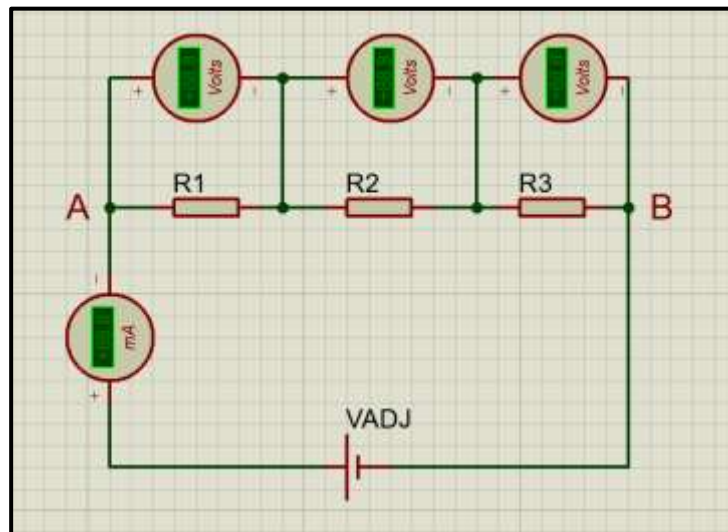 + Volts - + Volts - + Volts -
R1 R2 R3
A B
-
mA
+
VADJ